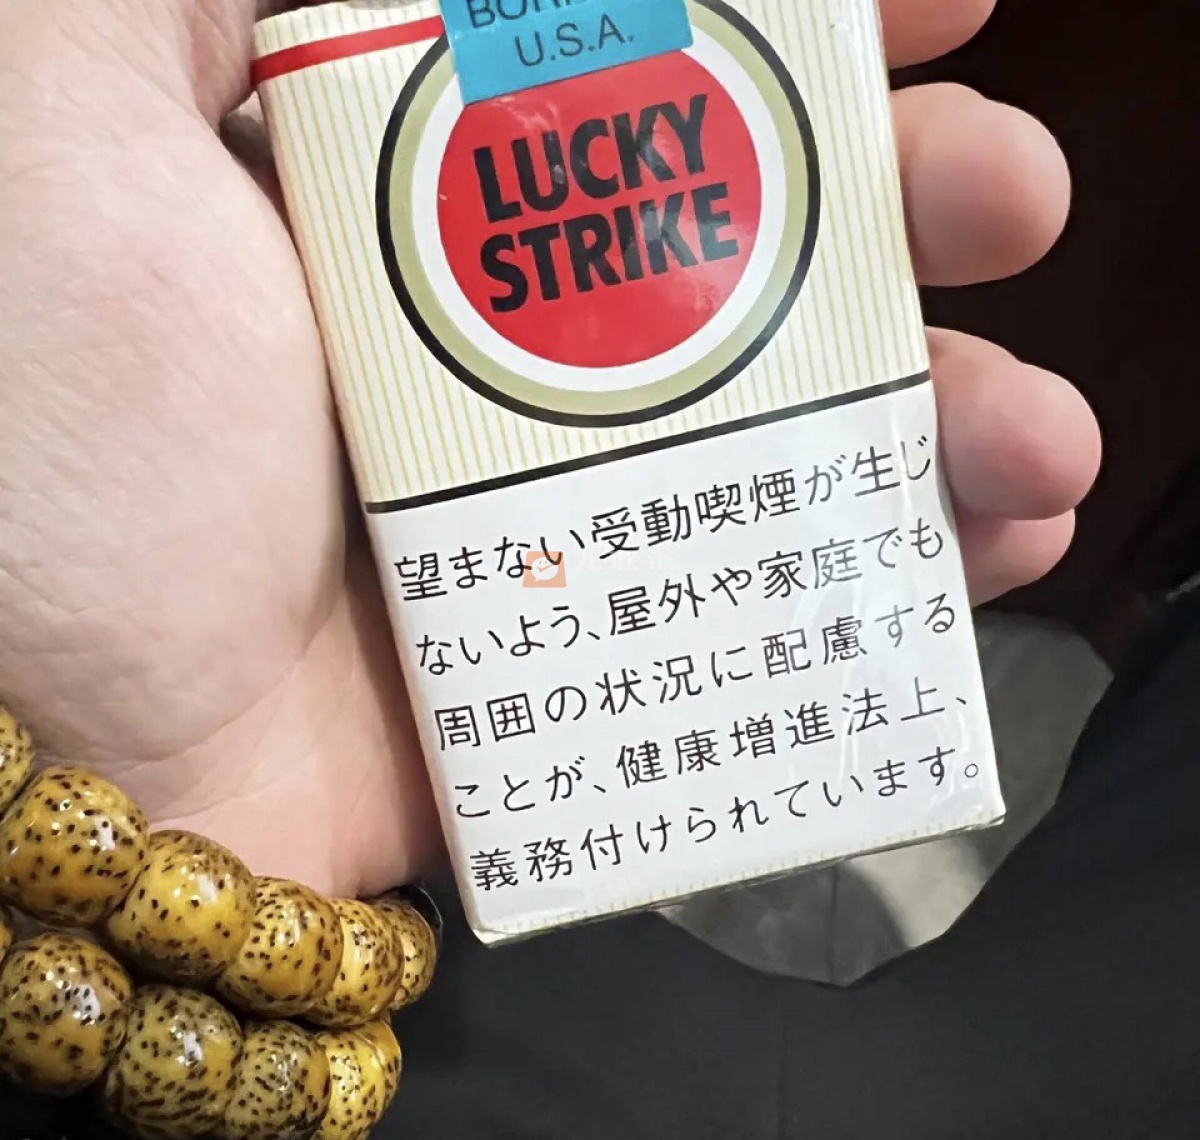 U.S.A.
LUCKY
STRIKE
望まない受動喫煙が生じ
ないよう、屋外や家庭でも
周囲の状況に配慮する
ことが、健康増進法上、
義務付けられています。